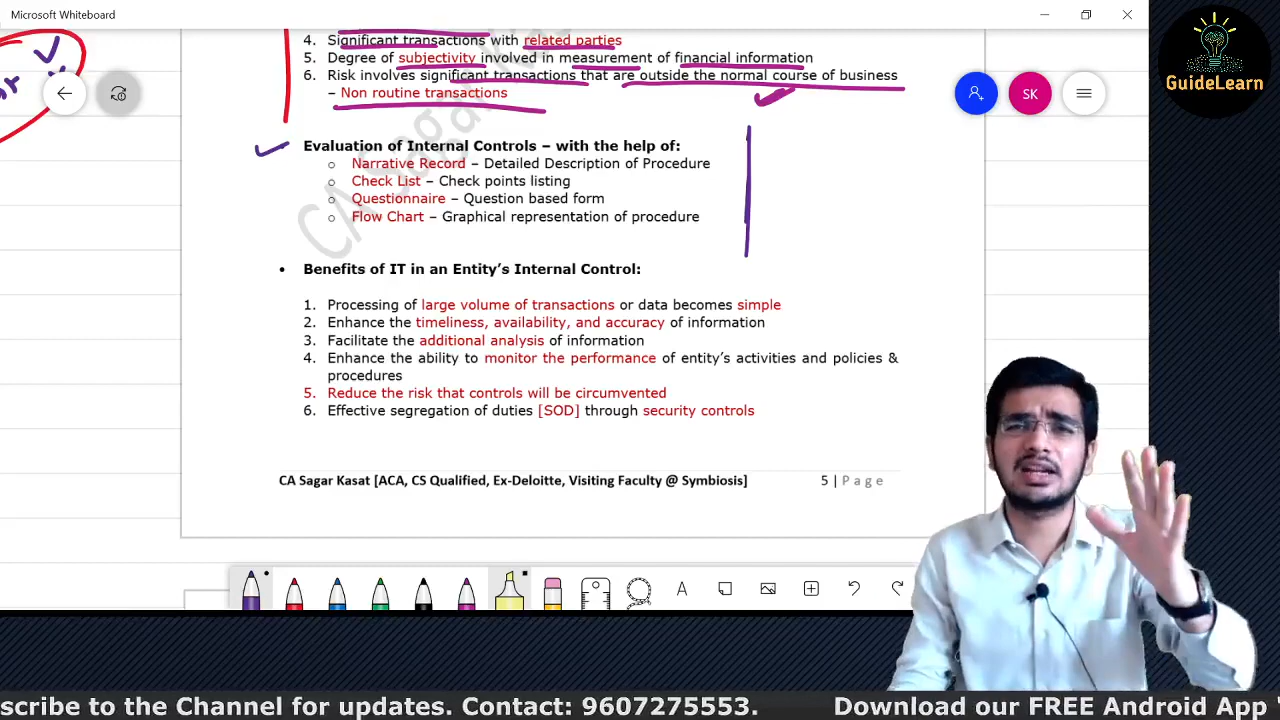 Microsoft Whiteboard
4. Significant transactions with related parties
5. Degree of subjectivity involved in measurement of financial information
6. Risk involves significant transactions that are outside the normal course of business
– Non routine transactions
SK
GuideLearn
Evaluation of Internal Controls – with the help of:
o Narrative Record – Detailed Description of Procedure
o Check List – Check points listing
o Questionnaire – Question based form
o Flow Chart – Graphical representation of procedure
CA Sagar
• Benefits of IT in an Entity’s Internal Control:
1. Processing of large volume of transactions or data becomes simple
2. Enhance the timeliness, availability, and accuracy of information
3. Facilitate the additional analysis of information
4. Enhance the ability to monitor the performance of entity’s activities and policies &
procedures
5. Reduce the risk that controls will be circumvented
6. Effective segregation of duties [SOD] through security controls
CA Sagar Kasat [ACA, CS Qualified, Ex-Deloitte, Visiting Faculty @ Symbiosis] 5 | Page
A
scribe to the Channel for updates. Contact: 9607275553. Download our FREE Android App